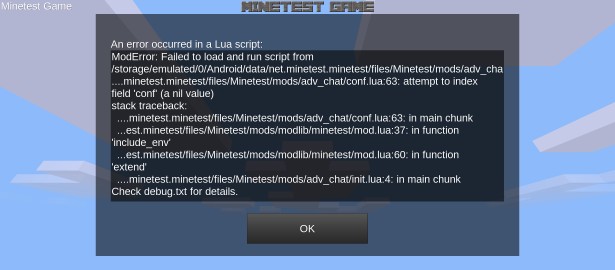 Minetest Game
MINETEST GAME
An error occurred in a Lua script:
ModError: Failed to load and run script from
/storage/emulated/0/Android/data/net.minetest.minetest/files/Minetest/mods/adv_cha
....minetest.minetest/files/Minetest/mods/adv_chat/conf.lua:63: attempt to index
field 'conf' (a nil value)
stack traceback:
....minetest.minetest/files/Minetest/mods/adv_chat/conf.lua:63: in main chunk
...est.minetest/files/Minetest/mods/modlib/minetest/mod.lua:37: in function
'include_env'
...est.minetest/files/Minetest/mods/modlib/minetest/mod.lua:60: in function
'extend'
....minetest.minetest/files/Minetest/mods/adv_chat/init.lua:4: in main chunk
Check debug.txt for details.
OK